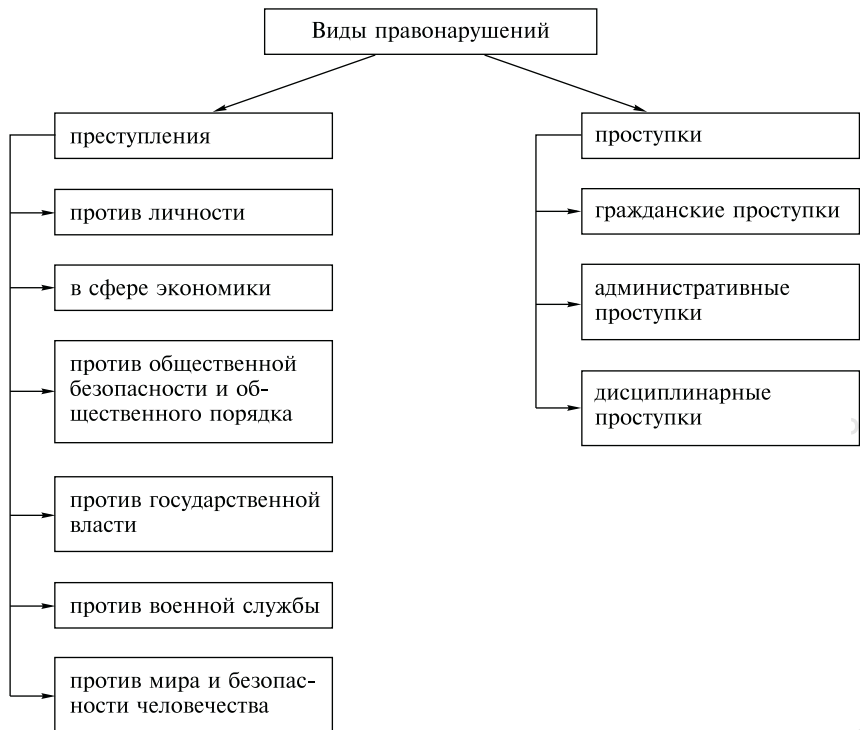 Виды правонарушений
преступления
против личности
в сфере экономики
против общественной
безопасности и об-
щественного порядка
против государственной
власти
против военной службы
против мира и безопас-
ности человечества
проступки
гражданские проступки
административные
проступки
дисциплинарные
проступки